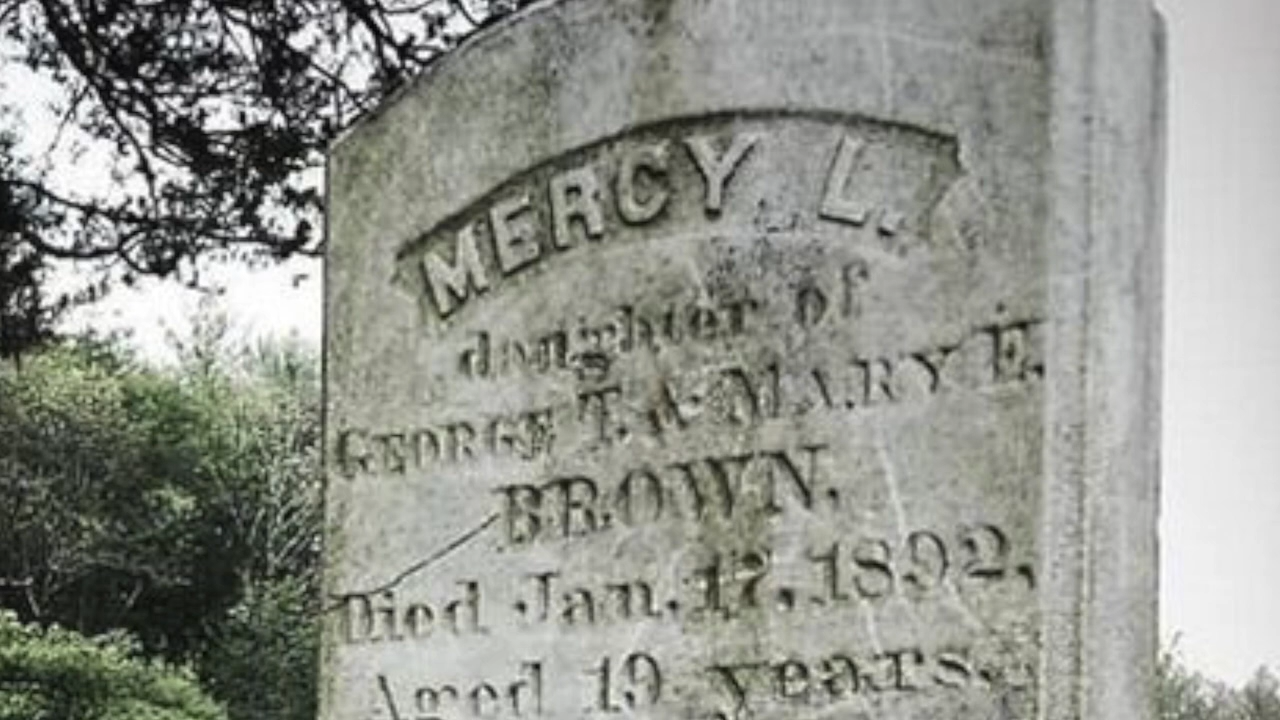 MERCY L.
daughter of
GEORGE T. & MARY E.
BROWN.
Died Jan. 17, 1892,
Aged 19 years.